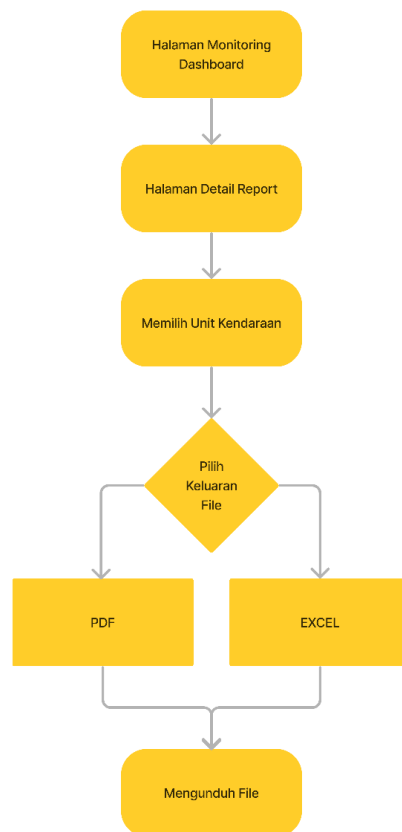 Halaman Monitoring
Dashboard
Halaman Detail Report
Memilih Unit Kendaraan
Pilih
Keluaran
File
PDF
EXCEL
Mengunduh File